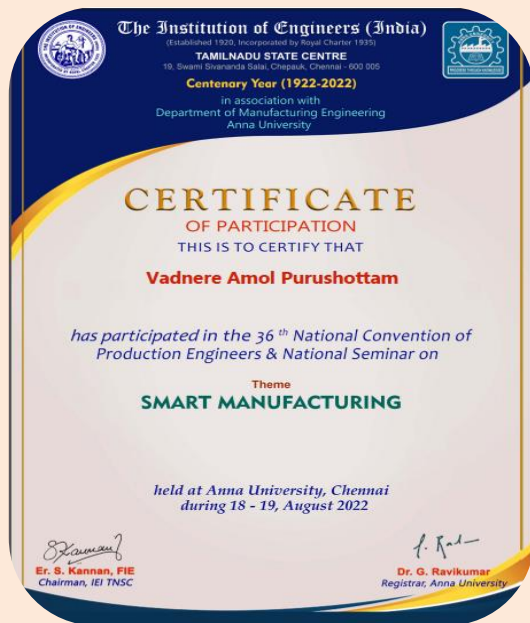 The Institution of Engineers (India)
(Established 1920, Incorporated by Royal Charter 1935)
TAMILNADU STATE CENTRE
19, Swami Sivananda Salai, Chepauk, Chennai - 600 005
Centenary Year (1922-2022)
in association with
Department of Manufacturing Engineering
Anna University
CERTIFICATE
OF PARTICIPATION
THIS IS TO CERTIFY THAT
Vadnere Amol Purushottam
has participated in the 36 th National Convention of
Production Engineers & National Seminar on
Theme
SMART MANUFACTURING
held at Anna University, Chennai
during 18 - 19, August 2022
Er. S. Kannan, FIE
Chairman, IEI TNSC
Dr. G. Ravikumar
Registrar, Anna University